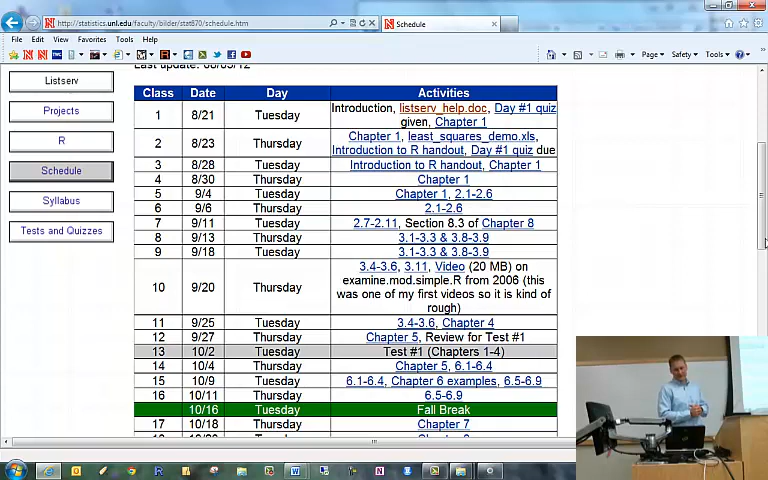 http://statistics.unl.edu/faculty/bilder/stat870/schedule.htm
Schedule
File Edit View Favorites Tools Help
Page Safety Tools
Last update:
Listserv
Projects
R
Schedule
Syllabus
Tests and Quizzes
Class Date Day Activities
1 8/21 Tuesday Introduction, listserv_help.doc, Day #1 quiz
given, Chapter 1
2 8/23 Thursday Chapter 1, least_squares_demo.xls,
Introduction to R handout, Day #1 quiz due
3 8/28 Tuesday Introduction to R handout, Chapter 1
4 8/30 Thursday Chapter 1
5 9/4 Tuesday Chapter 1, 2.1-2.6
6 9/6 Thursday 2.1-2.6
7 9/11 Tuesday 2.7-2.11, Section 8.3 of Chapter 8
8 9/13 Thursday 3.1-3.3 & 3.8-3.9
9 9/18 Tuesday 3.1-3.3 & 3.8-3.9
10 9/20 Thursday 3.4-3.6, 3.11, Video (20 MB) on
examine.mod.simple.R from 2006 (this
was one of my first videos so it is kind of
rough)
11 9/25 Tuesday 3.4-3.6, Chapter 4
12 9/27 Thursday Chapter 5, Review for Test #1
13 10/2 Tuesday Test #1 (Chapters 1-4)
14 10/4 Thursday Chapter 5, 6.1-6.4
15 10/9 Tuesday 6.1-6.4, Chapter 6 examples, 6.5-6.9
16 10/11 Thursday 6.5-6.9
10/16 Tuesday Fall Break
17 10/18 Thursday Chapter 7